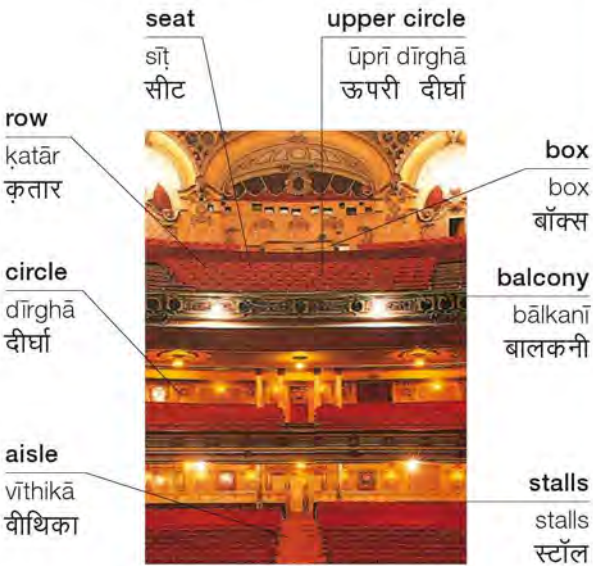 seat
sīṭ
सीट
upper circle
ūprī dīrghā
ऊपरी दीर्घा
row
ḳatār
क़तार
box
box
बॉक्स
circle
dīrghā
दीर्घा
balcony
bālkanī
बालकनी
aisle
vīthikā
वीथिका
stalls
stalls
स्टॉल